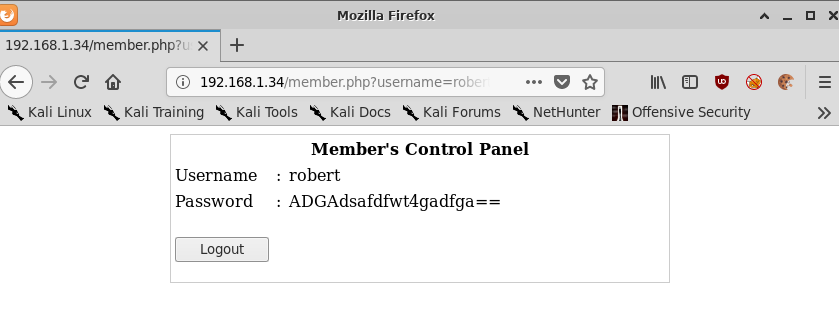 Mozilla Firefox
192.168.1.34/member.php?u
192.168.1.34/member.php?username=rober
Kali Linux Kali Training Kali Tools Kali Docs Kali Forums NetHunter Offensive Security
Member's Control Panel
Username : robert
Password : ADGAdsafdfwt4gadfga==
Logout